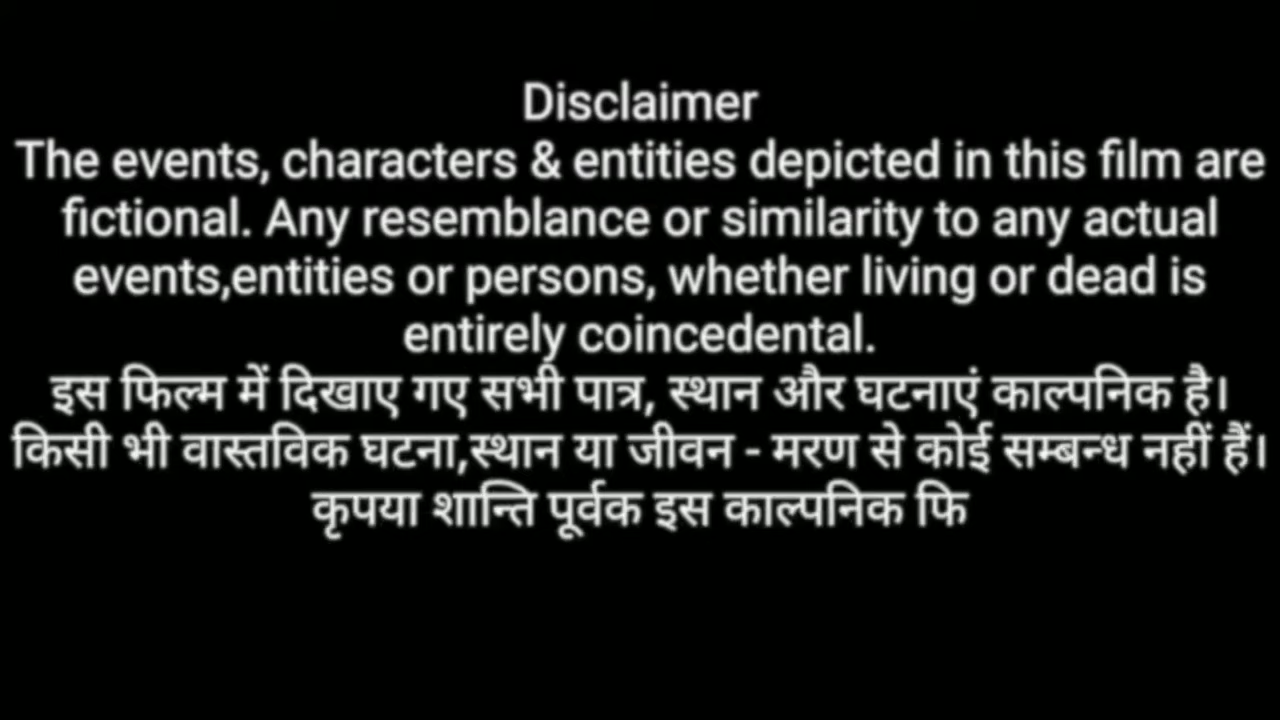 Disclaimer
The events, characters & entities depicted in this film are
fictional. Any resemblance or similarity to any actual
events,entities or persons, whether living or dead is
entirely coincedental.
इस फिल्म में दिखाए गए सभी पात्र, स्थान और घटनाएं काल्पनिक है।
किसी भी वास्तविक घटना,स्थान या जीवन - मरण से कोई सम्बन्ध नहीं हैं।
कृपया शान्ति पूर्वक इस काल्पनिक फि